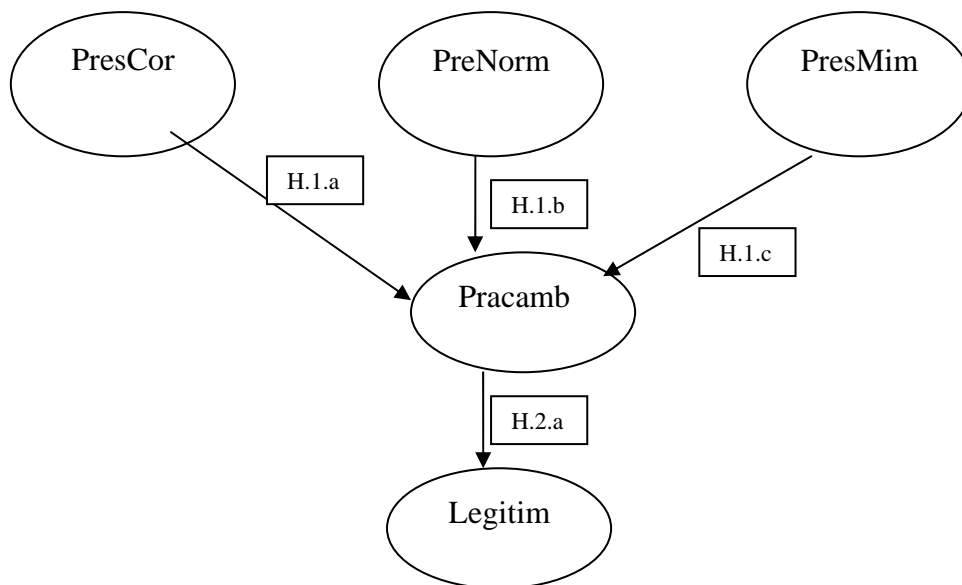 PresCor
PreNorm
PresMim
H.1.a
H.1.b
H.1.c
Pracamb
H.2.a
Legitim